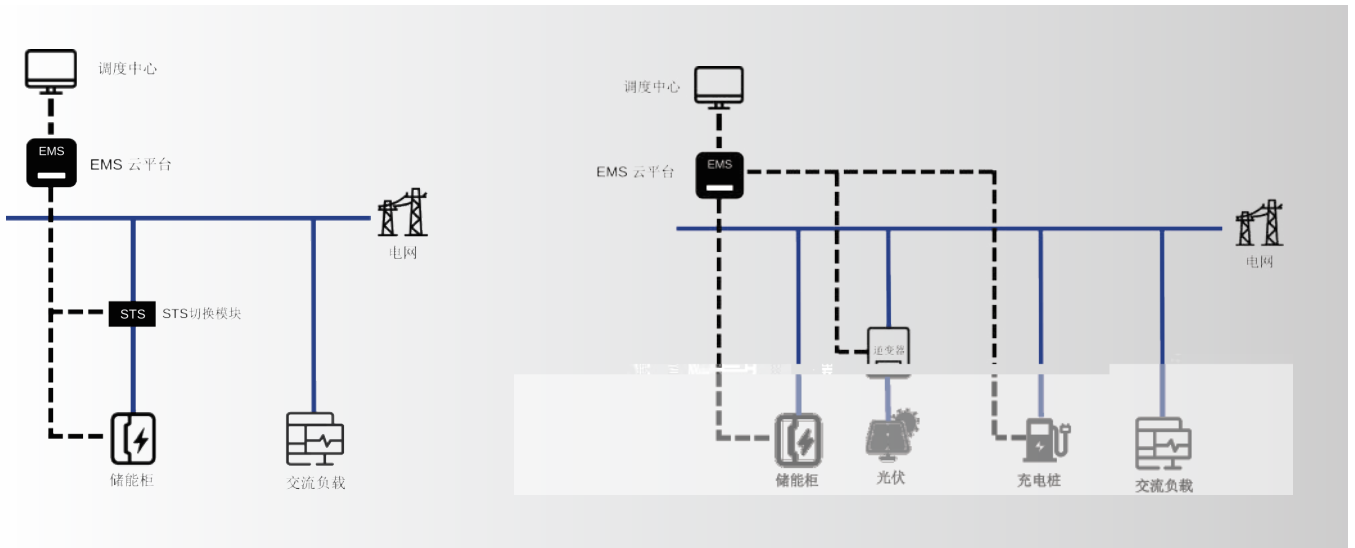 调度中心
EMS
EMS 云平台
电网
STS
STS切换模块
储能柜
交流负载
调度中心
EMS
EMS 云平台
电网
逆变器
储能柜
光伏
充电桩
交流负载